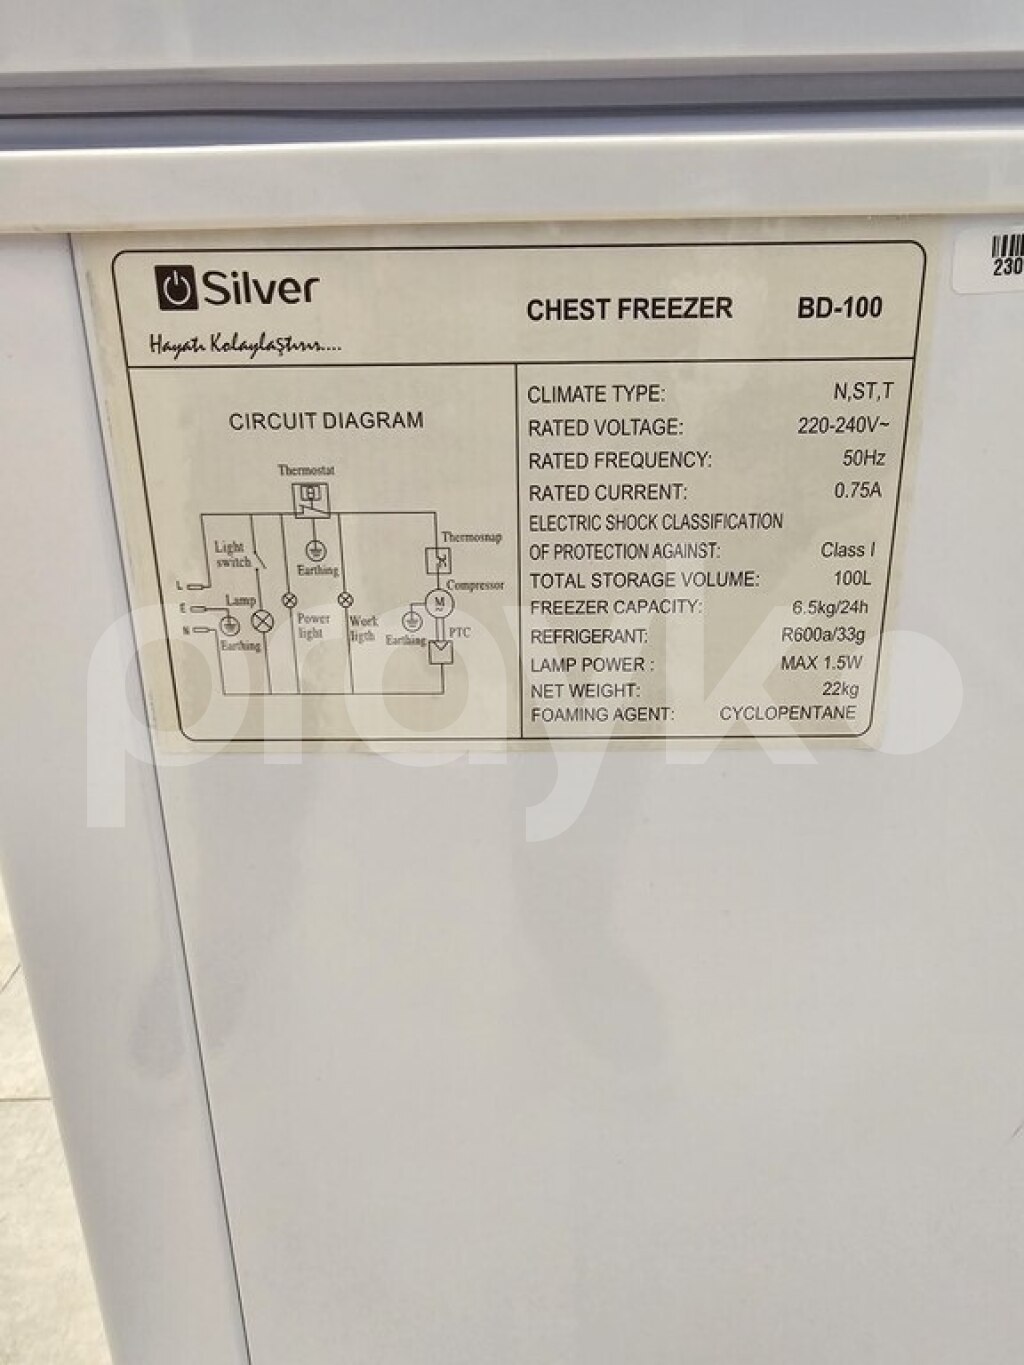 Silver
Hayatı Kolaylaştırır....
CHEST FREEZER BD-100
230
CIRCUIT DIAGRAM
Thermostat
Thermosnap
Light
switch
Earthing
L
Compressor
E
Lamp
M
N
Power
light
Work
ligth
PTC
Earthing
Earthing
CLIMATE TYPE: N,ST,T
RATED VOLTAGE: 220-240V~
RATED FREQUENCY: 50Hz
RATED CURRENT: 0.75A
ELECTRIC SHOCK CLASSIFICATION
OF PROTECTION AGAINST: Class I
TOTAL STORAGE VOLUME: 100L
FREEZER CAPACITY: 6.5kg/24h
REFRIGERANT: R600a/33g
LAMP POWER : MAX 1.5W
NET WEIGHT: 22kg
FOAMING AGENT: CYCLOPENTANE
prayk